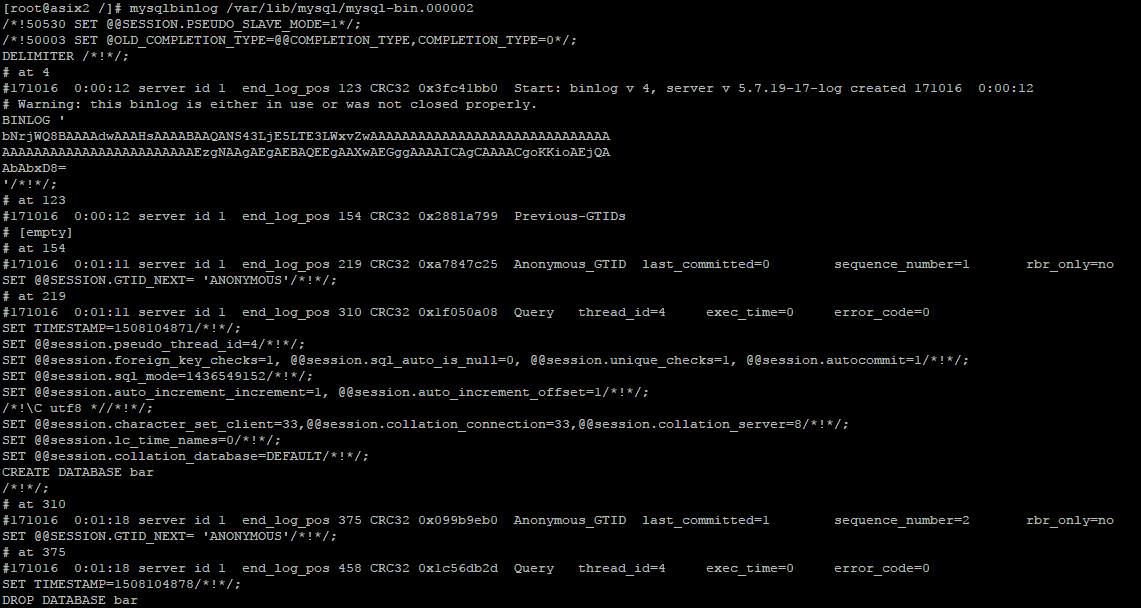 [root@asix2 /]# mysqlbinlog /var/lib/mysql/mysql-bin.000002
/*!50530 SET @@SESSION.PSEUDO_SLAVE_MODE=1*/;
/*!50003 SET @OLD_COMPLETION_TYPE=@@COMPLETION_TYPE,COMPLETION_TYPE=0*/;
DELIMITER /*!*/;
# at 4
#171016  0:00:12 server id 1  end_log_pos 123 CRC32 0x3fc41bb0  Start: binlog v 4, server v 5.7.19-17-log created 171016  0:00:12
# Warning: this binlog is either in use or was not closed properly.
BINLOG '
bNrjWQ8BAAAAdwAAAHsAAAABAAQANS43LjE5LTE3LWxvZwAAAAAAAAAAAAAAAAAAAAAAAAAAAAAA
AAAAAAAAAAAAAAAAAAAAAAAAEzgNAAgAEgAEBAQEEgAAXwAEGggAAAAICAgCAAAACgoKKioAEjQA
AbAbxD8=
'/*!*/;
# at 123
#171016  0:00:12 server id 1  end_log_pos 154 CRC32 0x2881a799  Previous-GTIDs
# [empty]
# at 154
#171016  0:01:11 server id 1  end_log_pos 219 CRC32 0xa7847c25  Anonymous_GTID  last_committed=0        sequence_number=1       rbr_only=no
SET @@SESSION.GTID_NEXT= 'ANONYMOUS'/*!*/;
# at 219
#171016  0:01:11 server id 1  end_log_pos 310 CRC32 0x1f050a08  Query   thread_id=4     exec_time=0     error_code=0
SET TIMESTAMP=1508104871/*!*/;
SET @@session.pseudo_thread_id=4/*!*/;
SET @@session.foreign_key_checks=1, @@session.sql_auto_is_null=0, @@session.unique_checks=1, @@session.autocommit=1/*!*/;
SET @@session.sql_mode=1436549152/*!*/;
SET @@session.auto_increment_increment=1, @@session.auto_increment_offset=1/*!*/;
/*!\C utf8 *//*!*/;
SET @@session.character_set_client=33,@@session.collation_connection=33,@@session.collation_server=8/*!*/;
SET @@session.lc_time_names=0/*!*/;
SET @@session.collation_database=DEFAULT/*!*/;
CREATE DATABASE bar
/*!*/;
# at 310
#171016  0:01:18 server id 1  end_log_pos 375 CRC32 0x099b9eb0  Anonymous_GTID  last_committed=1        sequence_number=2       rbr_only=no
SET @@SESSION.GTID_NEXT= 'ANONYMOUS'/*!*/;
# at 375
#171016  0:01:18 server id 1  end_log_pos 458 CRC32 0x1c56db2d  Query   thread_id=4     exec_time=0     error_code=0
SET TIMESTAMP=1508104878/*!*/;
DROP DATABASE bar